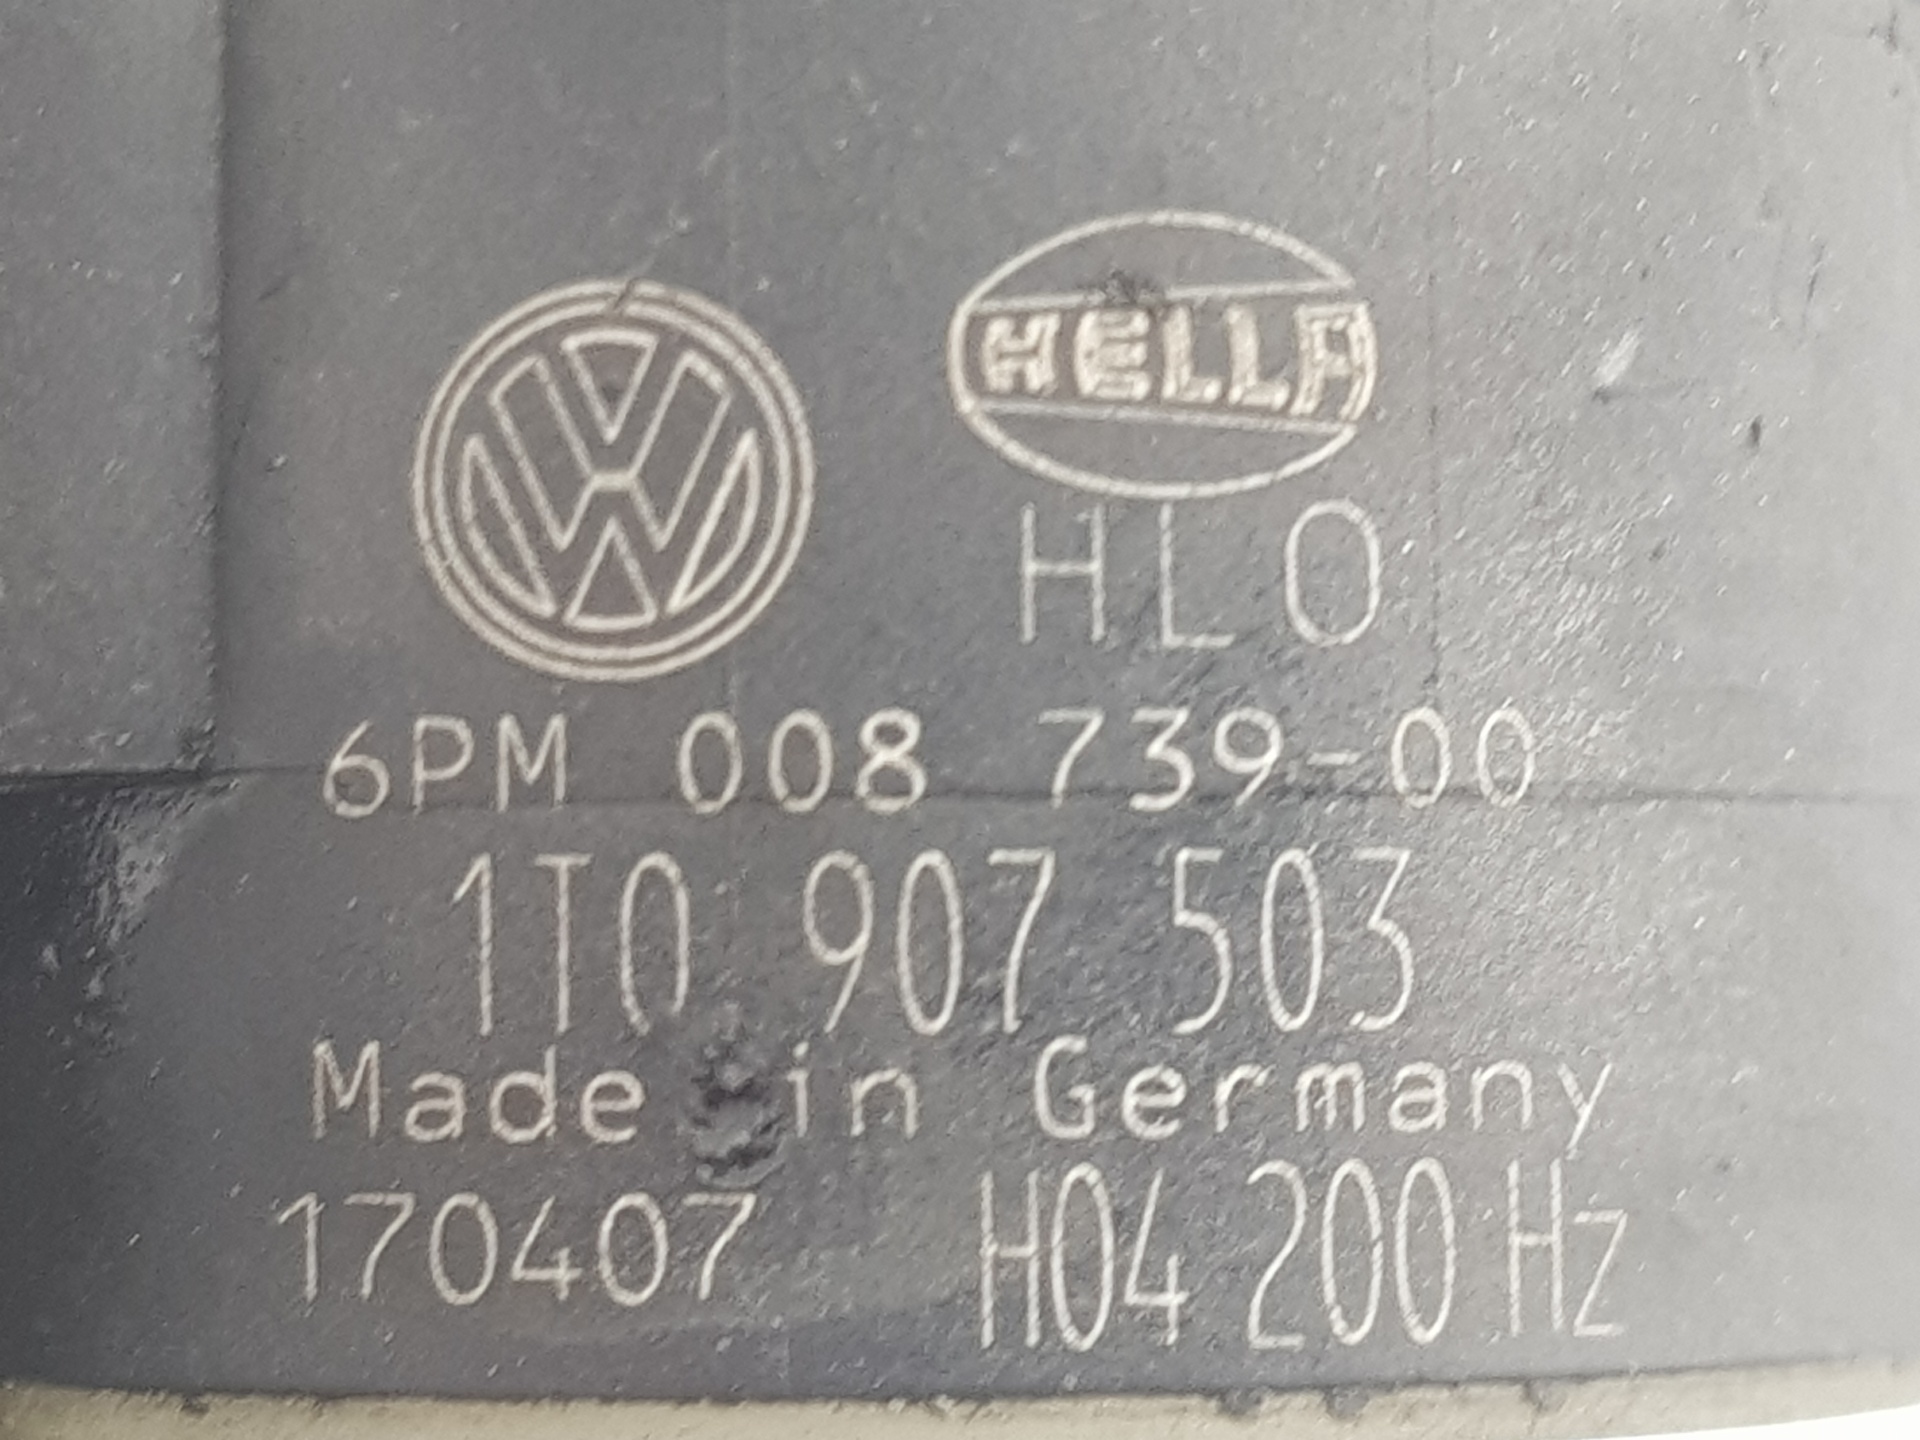 HELLA
HLO
6PM 008 739-00
1T0 907 503
Made in Germany
170407 H04 200 Hz